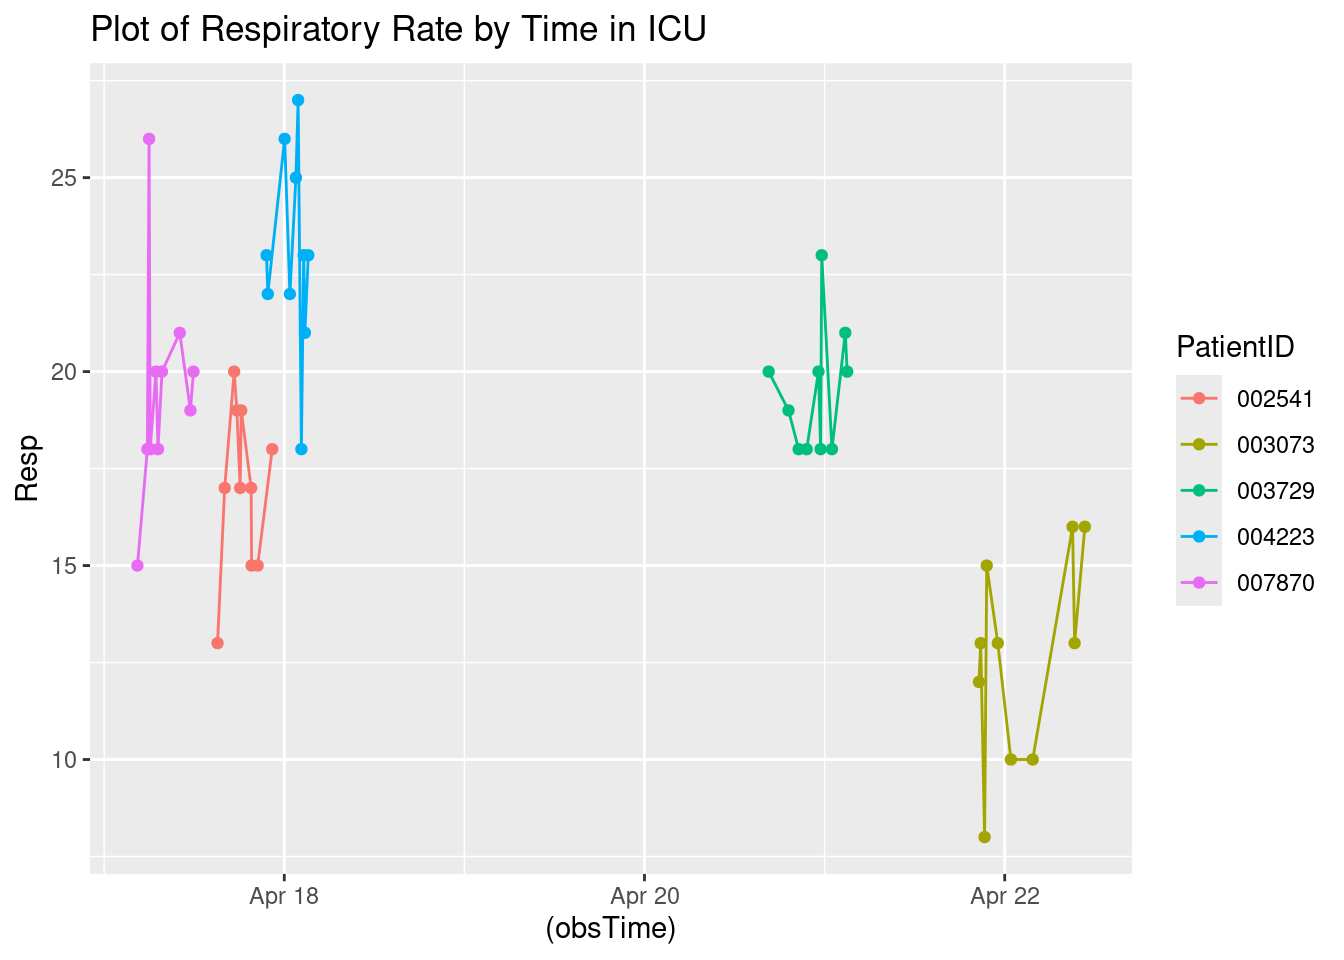 Plot of Respiratory Rate by Time in ICU
25
20
15
10
Resp
Apr 18
Apr 20
Apr 22
(obsTime)
PatientID
002541
003073
003729
004223
007870